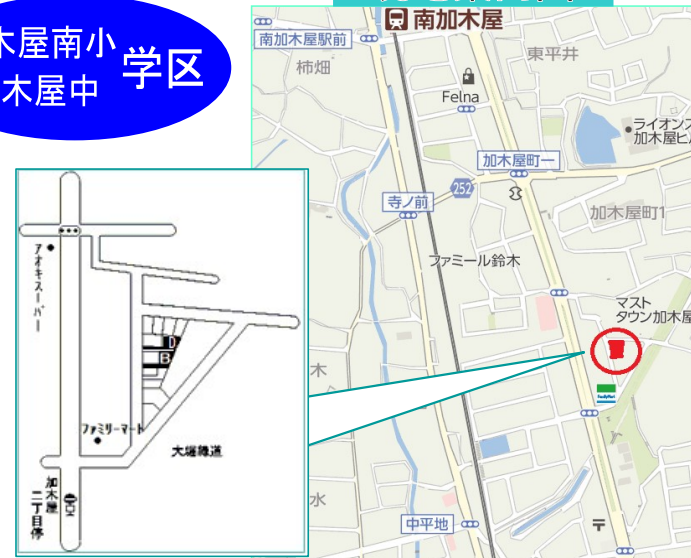 木屋南小
木屋中
学区
南加木屋
南加木屋駅前
柿畑
東平井
Felna
ライオンズ
加木屋ヒル
加木屋町一
252
寺ノ前
加木屋町1
ファミール鈴木
マスト
タウン加木屋
FamilyMart
木
水
中平地
アオキスーパー
D
B
ファミリーマート
大堀緑道
加木屋
二丁目停